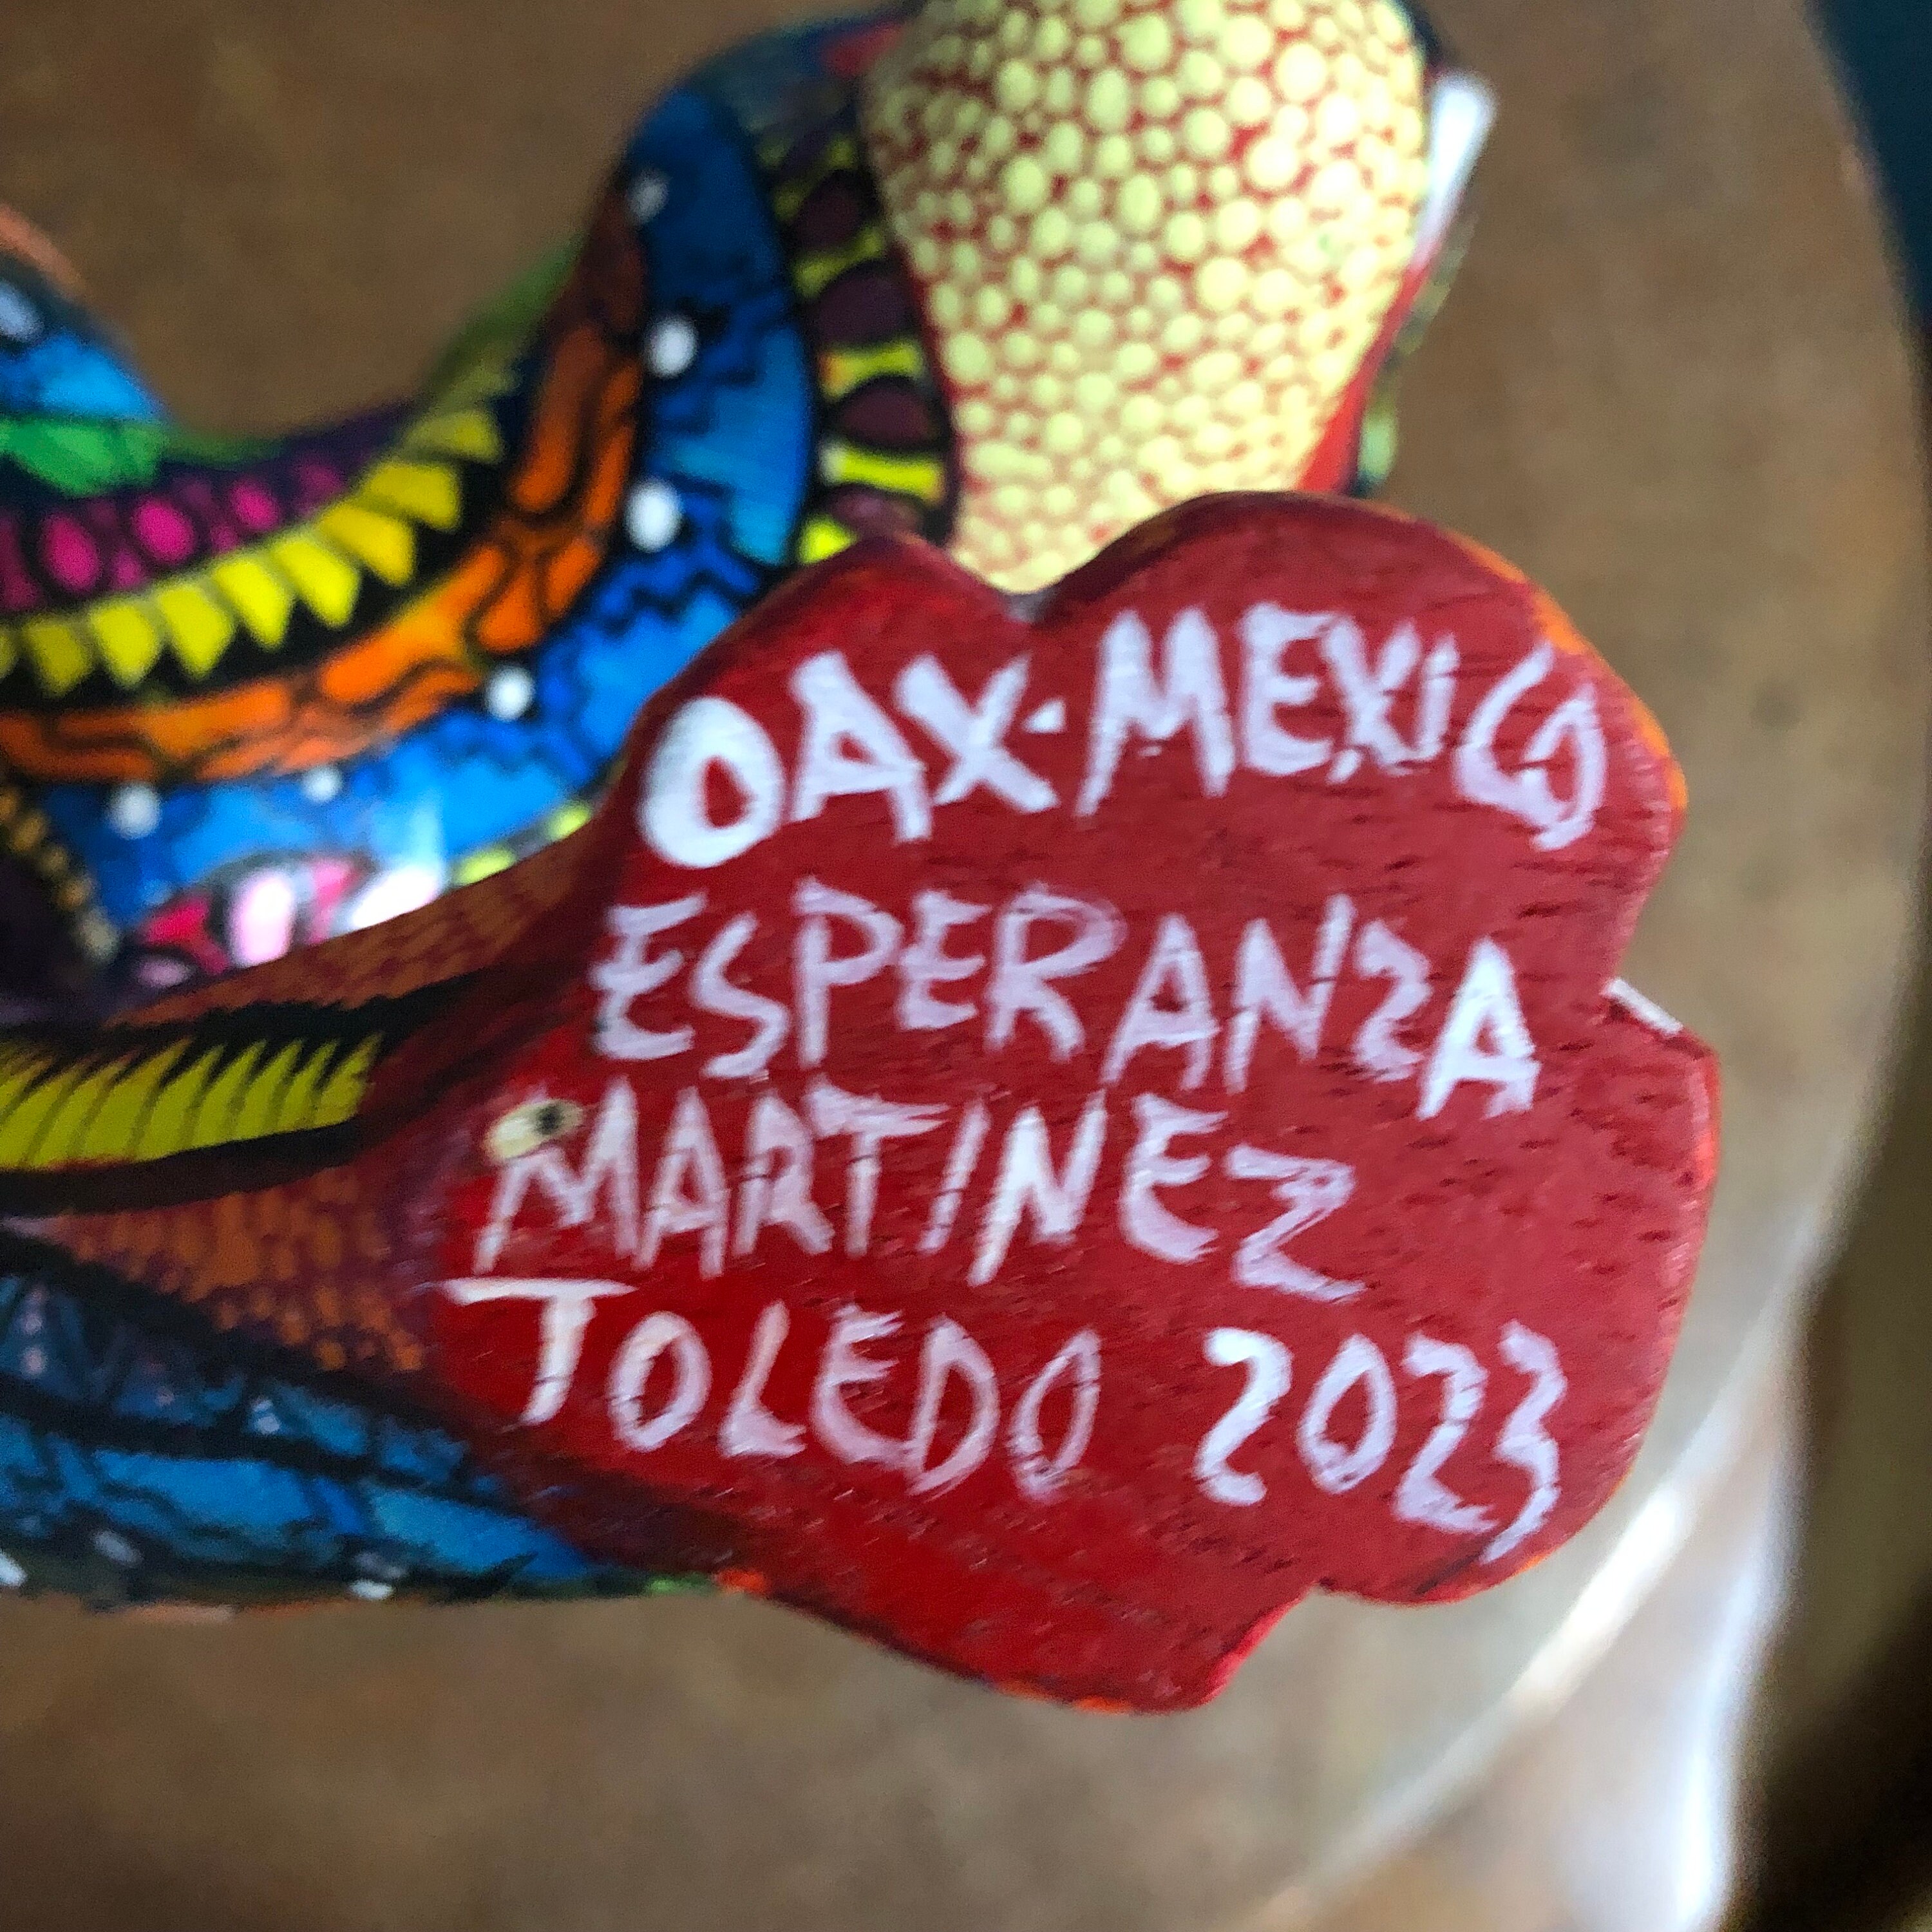 OAX-MEXICO
ESPERANZA
MARTINEZ
TOLEDO 2023